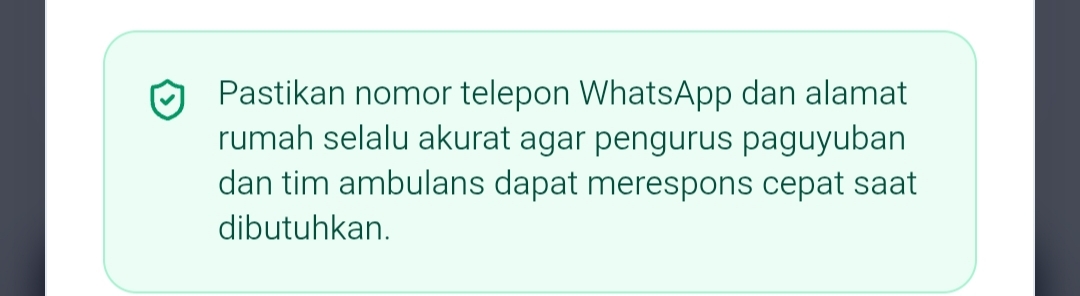 Pastikan nomor telepon WhatsApp dan alamat
rumah selalu akurat agar pengurus paguyuban
dan tim ambulans dapat merespons cepat saat
dibutuhkan.